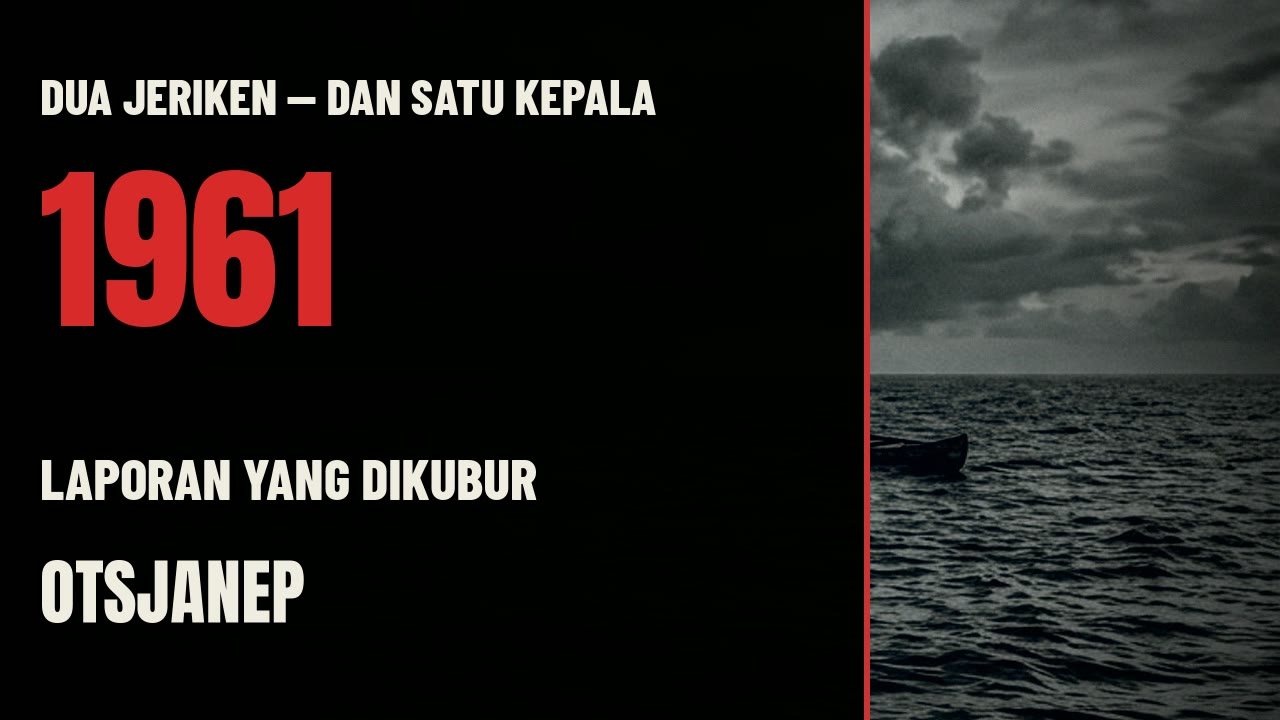 DUA JERIKEN – DAN SATU KEPALA
1961
LAPORAN YANG DIKUBUR
OTSJANEP